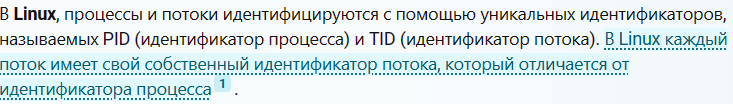 В Linux, процессы и потоки идентифицируются с помощью уникальных идентификаторов,
называемых PID (идентификатор процесса) и TID (идентификатор потока). В Linux каждый
поток имеет свой собственный идентификатор потока, который отличается от
идентификатора процесса 1 .